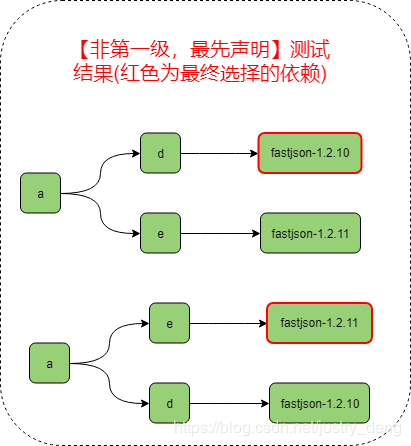 【非第一级，最先声明】测试
结果(红色为最终选择的依赖)
d
fastjson-1.2.10
a
e
fastjson-1.2.11
e
fastjson-1.2.11
a
d
fastjson-1.2.10
https://blog.csdn.net/justry_deng